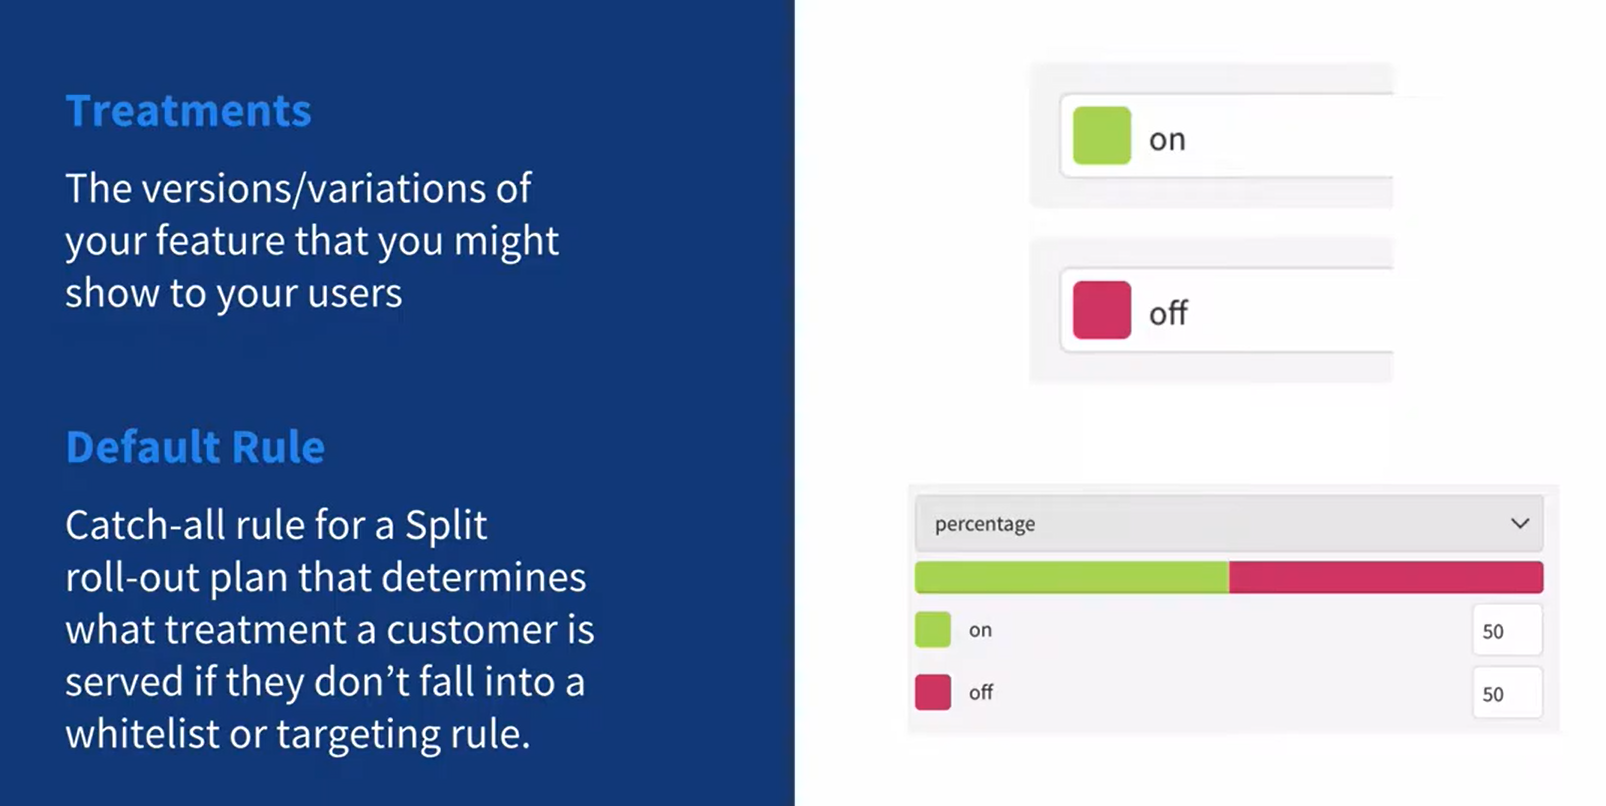 Treatments
The versions/variations of
your feature that you might
show to your users
Default Rule
Catch-all rule for a Split
roll-out plan that determines
what treatment a customer is
served if they don’t fall into a
whitelist or targeting rule.
on
off
percentage
on 50
off 50